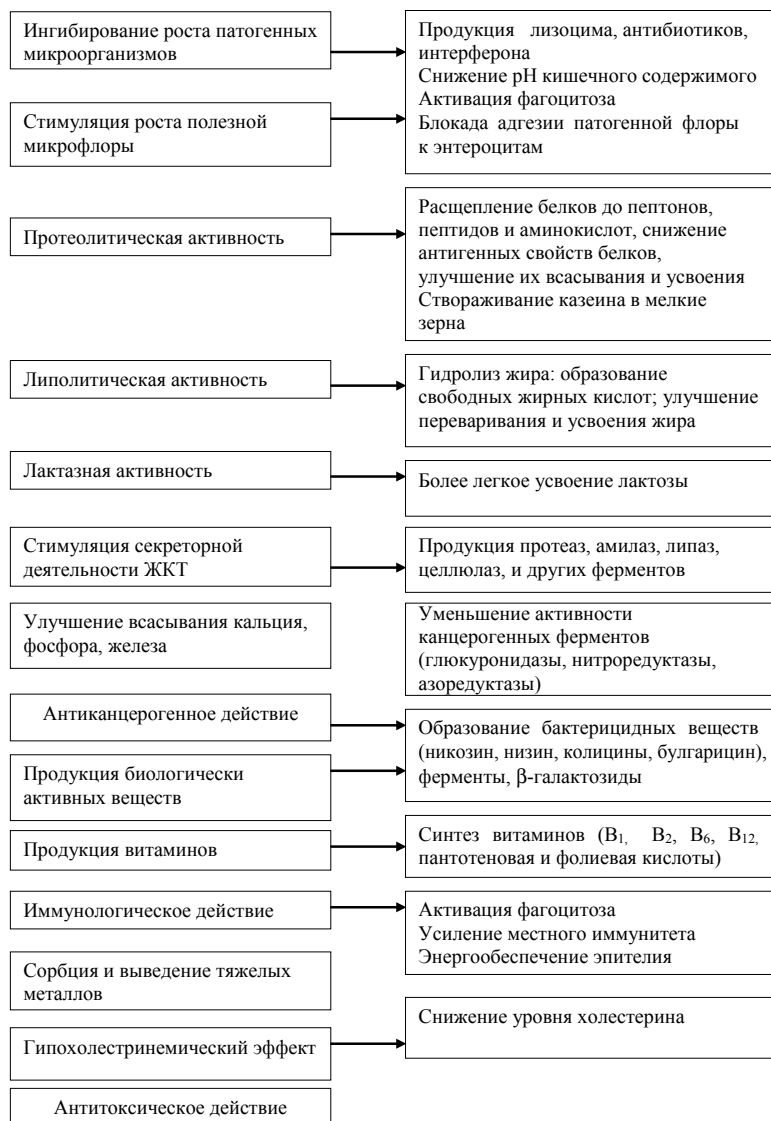 Ингибирование роста патогенных
микроорганизмов
Продукция лизоцима, антибиотиков,
интерферона
Снижение рН кишечного содержимого
Активация фагоцитоза
Блокада адгезии патогенной флоры
к энтероцитам
Стимуляция роста полезной
микрофлоры
Протеолитическая активность
Расщепление белков до пептонов,
пептидов и аминокислот, снижение
антигенных свойств белков,
улучшение их всасывания и усвоения
Створаживание казеина в мелкие
зерна
Липолитическая активность
Гидролиз жира: образование
свободных жирных кислот; улучшение
переваривания и усвоения жира
Лактазная активность
Более легкое усвоение лактозы
Стимуляция секреторной
деятельности ЖКТ
Продукция протеаз, амилаз, липаз,
целлюлаз, и других ферментов
Улучшение всасывания кальция,
фосфора, железа
Уменьшение активности
канцерогенных ферментов
(глюкуронидазы, нитроредуктазы,
азоредуктазы)
Антиканцерогенное действие
Образование бактерицидных веществ
(никозин, низин, колицины, булгарицин),
ферменты, β-галактозиды
Продукция биологически
активных веществ
Продукция витаминов
Синтез витаминов (В₁, В₂, В₆, В₁₂,
пантотеновая и фолиевая кислоты)
Иммунологическое действие
Активация фагоцитоза
Усиление местного иммунитета
Энергообеспечение эпителия
Сорбция и выведение тяжелых
металлов
Снижение уровня холестерина
Гипохолестринемический эффект
Антитоксическое действие